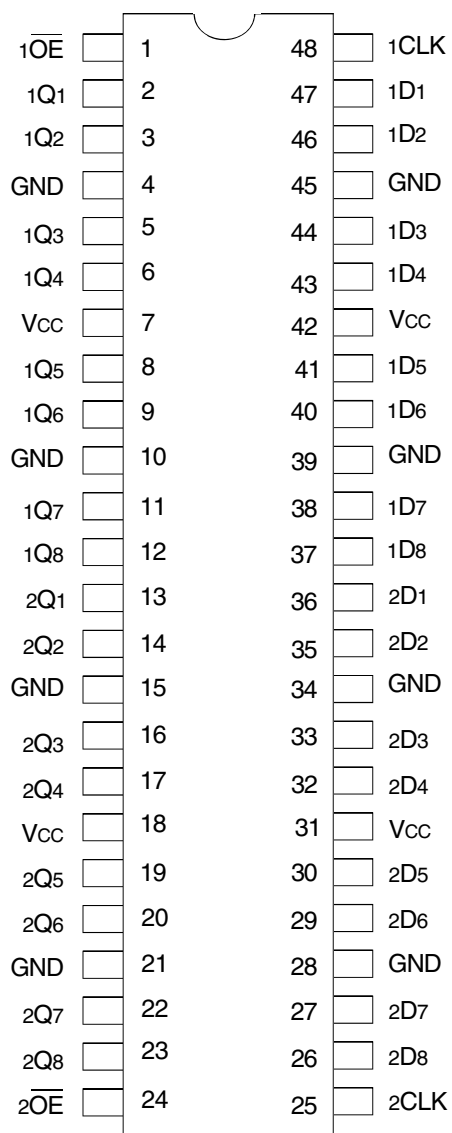 1O̅E̅ 1 48 1CLK
1Q1 2 47 1D1
1Q2 3 46 1D2
GND 4 45 GND
1Q3 5 44 1D3
1Q4 6 43 1D4
VCC 7 42 VCC
1Q5 8 41 1D5
1Q6 9 40 1D6
GND 10 39 GND
1Q7 11 38 1D7
1Q8 12 37 1D8
2Q1 13 36 2D1
2Q2 14 35 2D2
GND 15 34 GND
2Q3 16 33 2D3
2Q4 17 32 2D4
VCC 18 31 VCC
2Q5 19 30 2D5
2Q6 20 29 2D6
GND 21 28 GND
2Q7 22 27 2D7
2Q8 23 26 2D8
2O̅E̅ 24 25 2CLK